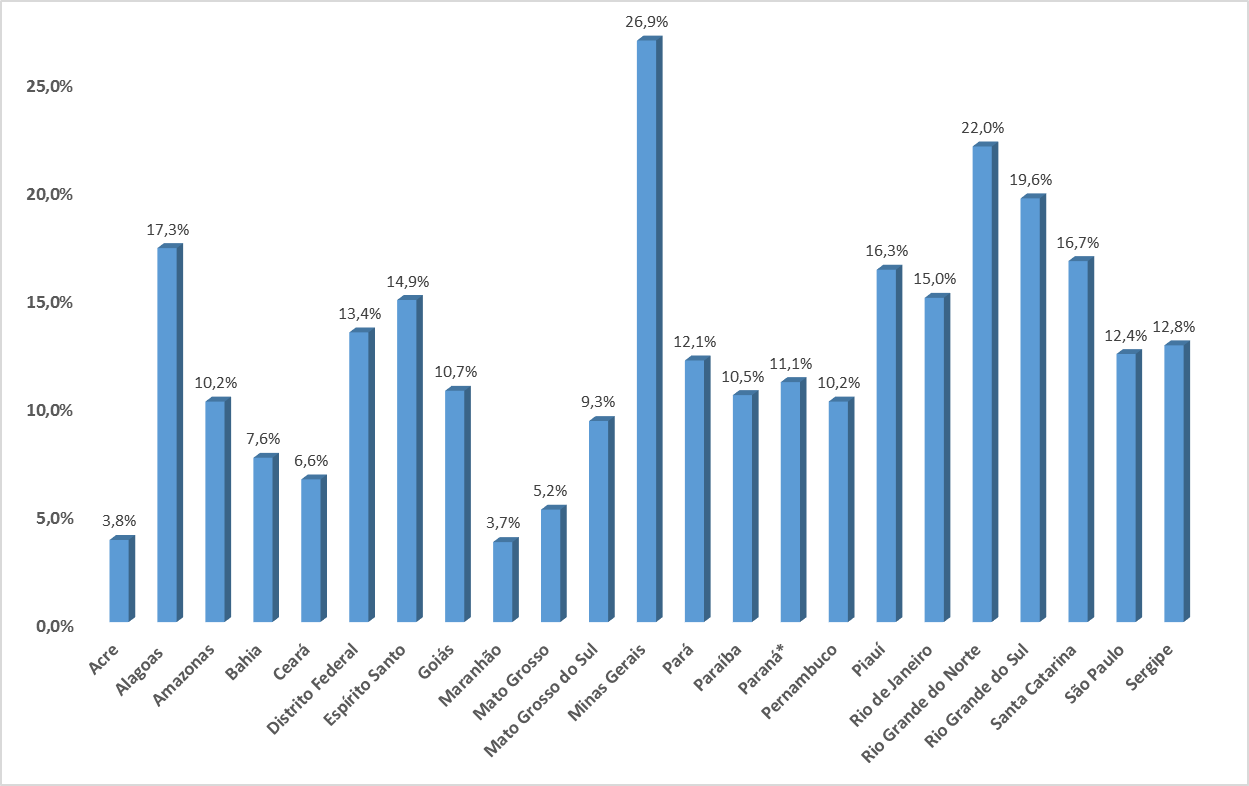 26,9%
25,0%
22,0%
20,0%
19,6%
17,3%
16,7%
16,3%
15,0%
15,0%
14,9%
13,4%
12,8%
12,4%
12,1%
11,1%
10,7%
10,5%
10,2%
10,2%
10,0%
9,3%
7,6%
6,6%
5,2%
5,0%
3,8%
3,7%
0,0%
Acre
Alagoas
Amazonas
Bahia
Ceará
Distrito Federal
Espírito Santo
Goiás
Maranhão
Mato Grosso
Mato Grosso do Sul
Minas Gerais
Pará
Paraíba
Paraná*
Pernambuco
Piauí
Rio de Janeiro
Rio Grande do Norte
Rio Grande do Sul
Santa Catarina
São Paulo
Sergipe